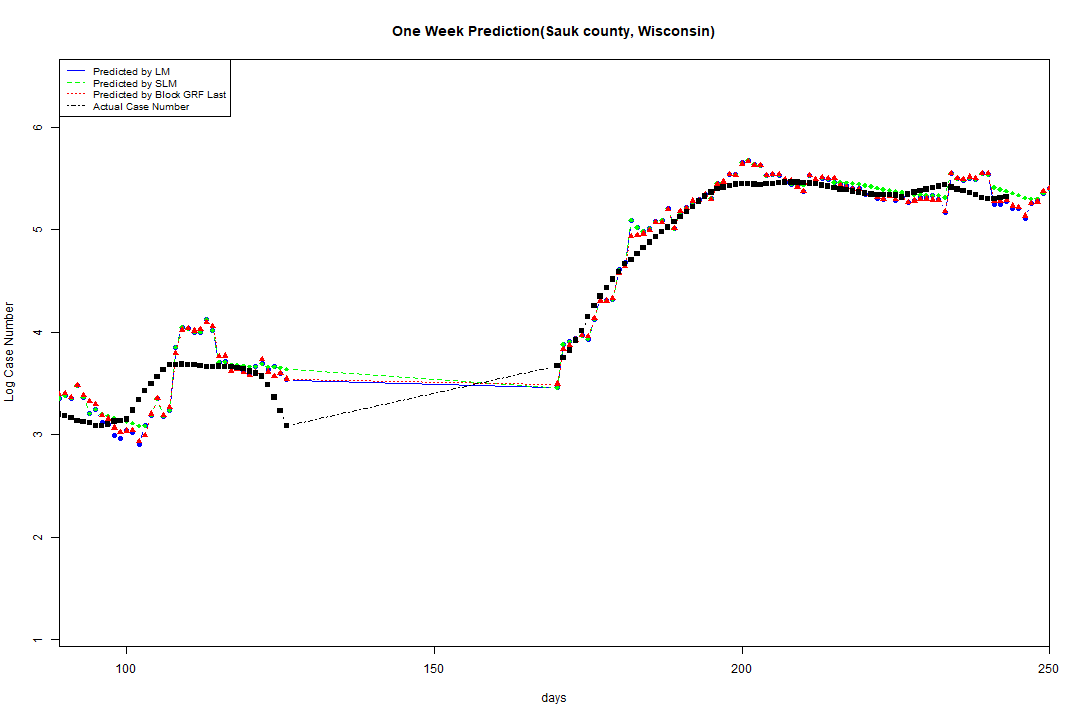 One Week Prediction(Sauk county, Wisconsin)
Predicted by LM
Predicted by SLM
Predicted by Block GRF Last
Actual Case Number
6
5
4
3
2
1
Log Case Number
100 150 200 250
days